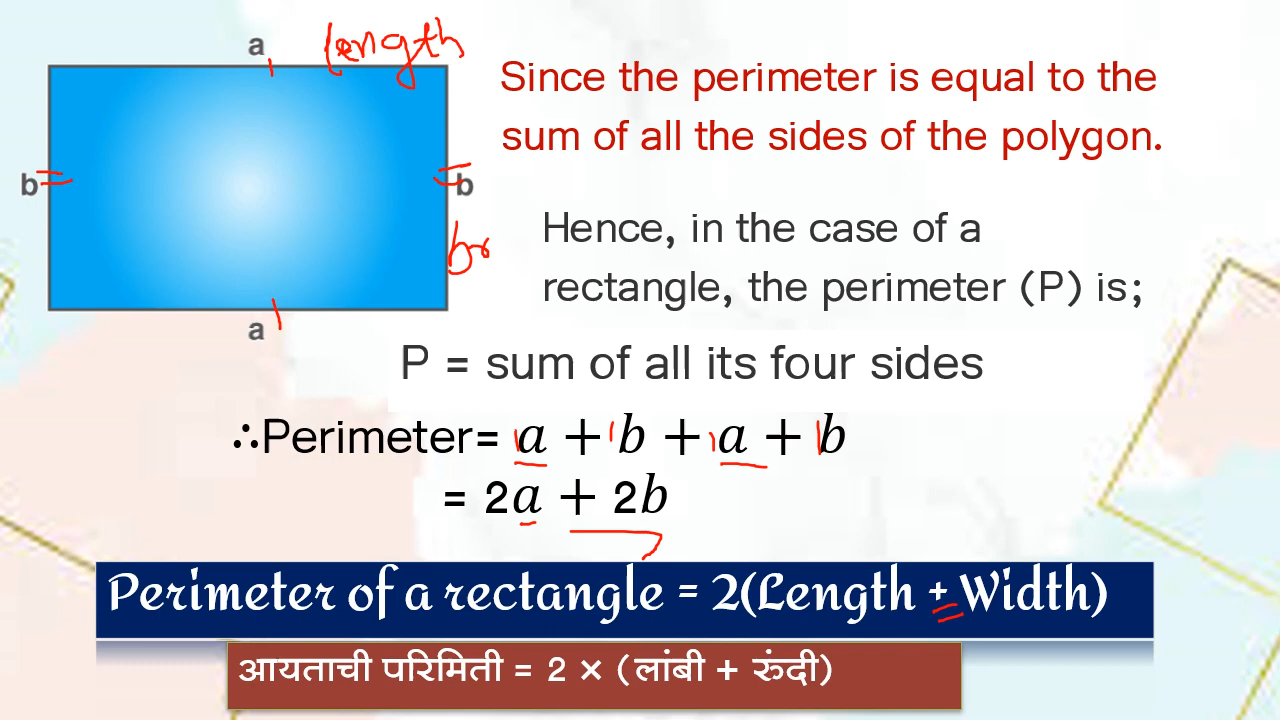 a length
Since the perimeter is equal to the
sum of all the sides of the polygon.
b b
br
Hence, in the case of a
rectangle, the perimeter (P) is;
a
P = sum of all its four sides
∴Perimeter= a + b + a + b
= 2a + 2b
Perimeter of a rectangle = 2(Length + Width)
आयताची परिमिती = 2 × (लांबी + रुंदी)